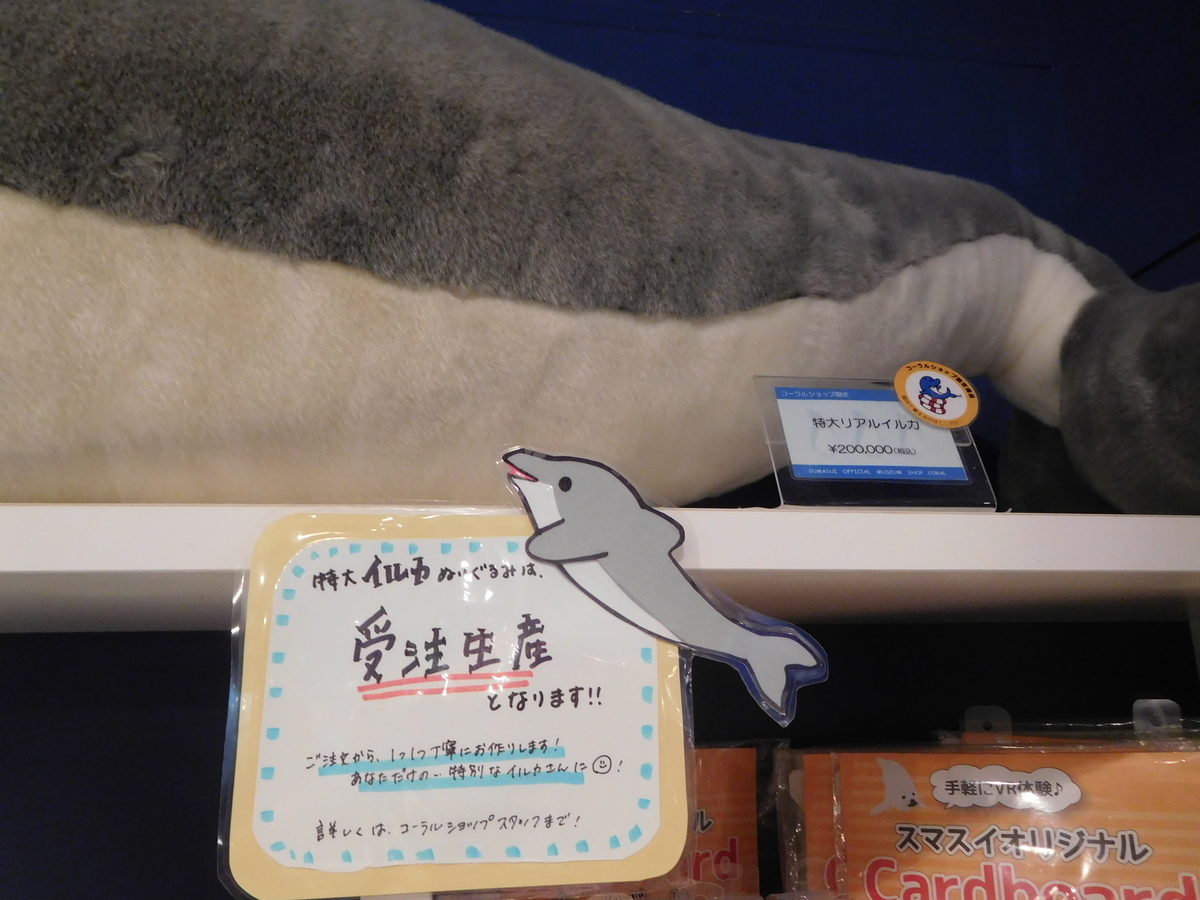 コーラルショップ限定
特大リアルイルカ
¥200,000(税込)
SUMASUI OFFICIAL MUSEUM SHOP CORAL
特大イルカぬいぐるみは、
受注生産
となります!!
ご注文から、1つ1つ丁寧にお作りします!
あなただけの…特別なイルカさんに!
詳しくは、コーラルショップスタッフまで!
手軽にVR体験♪
スマスイオリジナル
Cardboard